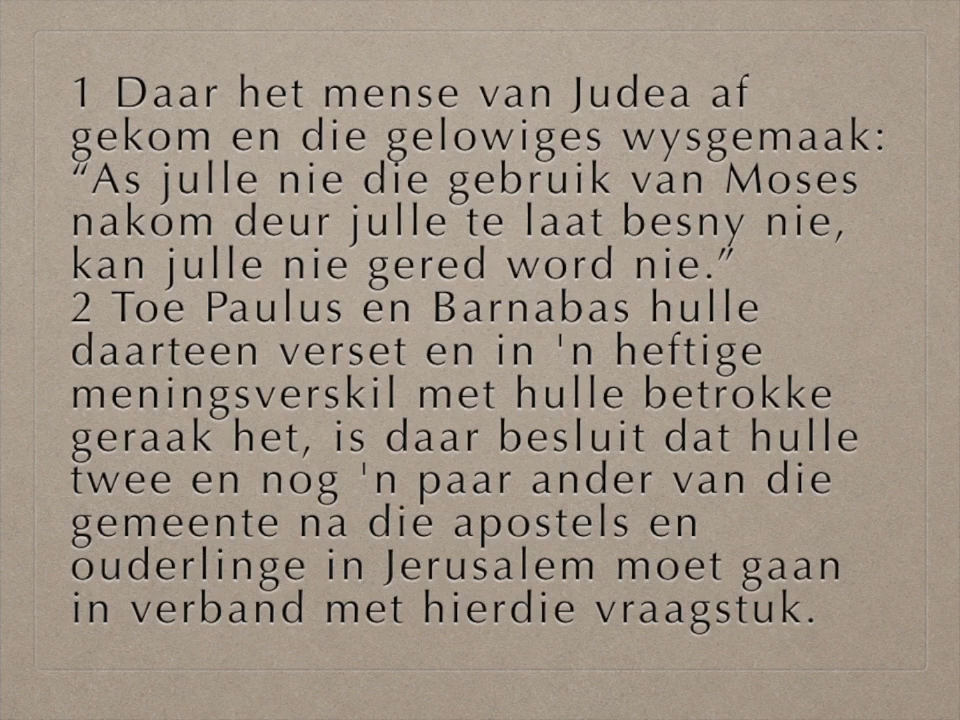 1 Daar het mense van Judea af
gekom en die gelowiges wysgemaak:
“As julle nie die gebruik van Moses
nakom deur julle te laat besny nie,
kan julle nie gered word nie.”
2 Toe Paulus en Barnabas hulle
daarteen verset en in 'n heftige
meningsverskil met hulle betrokke
geraak het, is daar besluit dat hulle
twee en nog 'n paar ander van die
gemeente na die apostels en
ouderlinge in Jerusalem moet gaan
in verband met hierdie vraagstuk.